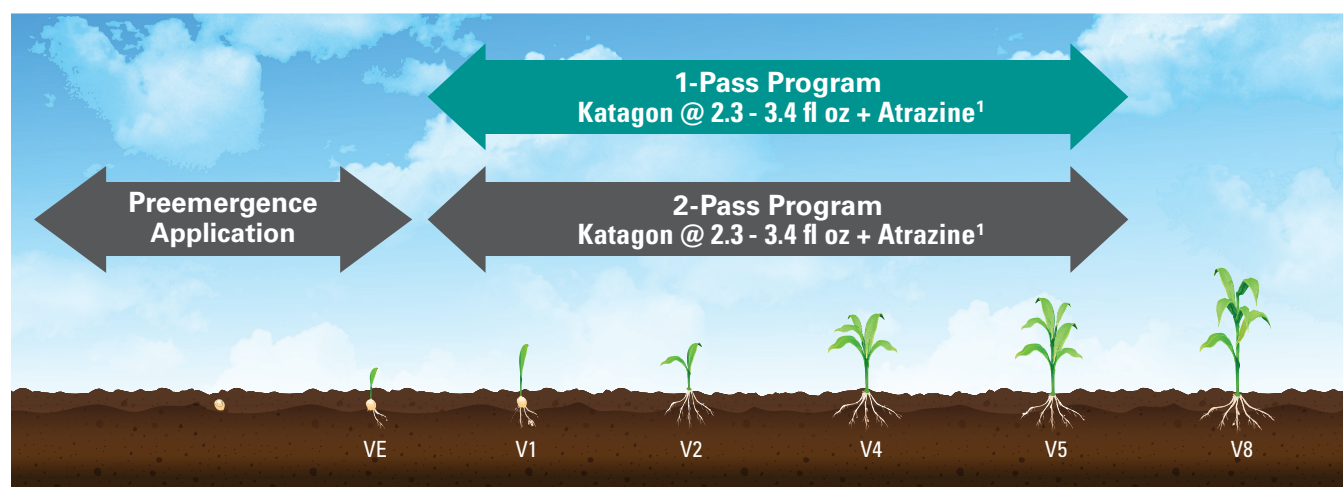 1-Pass Program
Katagon @ 2.3 - 3.4 fl oz + Atrazine¹
Preemergence
Application
2-Pass Program
Katagon @ 2.3 - 3.4 fl oz + Atrazine¹
VE
V1
V2
V4
V5
V8